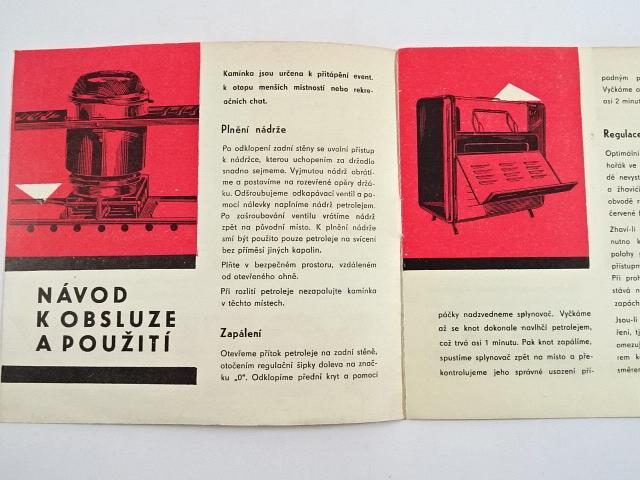 NÁVOD
K OBSLUZE
A POUŽITÍ
Kamínka jsou určena k přitápění event.
k otopu menších místností nebo rekre-
ačních chat.
Plnění nádrže
Po odklopení zadní stěny se uvolní přístup
k nádržce, kterou uchopením za držadlo
snadno sejmeme. Vyjmutou nádrž obrátí-
me a postavíme na rozevřené opěry držá-
ku. Odšroubujeme odkapávací ventil a po-
mocí nálevky naplníme nádrž petrolejem.
Po zašroubování ventilu vrátíme nádrž
zpět na původní místo. K plnění nádrže
smí být použito pouze petroleje na svícení
bez příměsí jiných kapalin.
Plňte v bezpečném prostoru, vzdáleném
od otevřeného ohně.
Při rozlití petroleje nezapalujte kamínka
v těchto místech.
Zapálení
Otevřeme přítok petroleje na zadní stěně,
otočením regulační šipky doleva na znač-
ku „0". Odklopíme přední kryt a pomocí
páčky nadzvedneme splynovač. Vyčkáme
až se knot dokonale navlhčí petrolejem,
což trvá asi 1 minutu. Pak knot zapálíme,
spustíme splynovač zpět na místo a pře-
kontrolujeme jeho správné usazení pří-
padným p
Vyčkáme o
asi 2 minut
Regulace
Optimální
hořák ve
dě nevyst
a žhavič
obvodě r
červené
Zhaví-li
nutno k
polohy
přístupn
Při proh
stává n
zapách
Jsou-li
ření, tj
omezuj
rem k
směrem